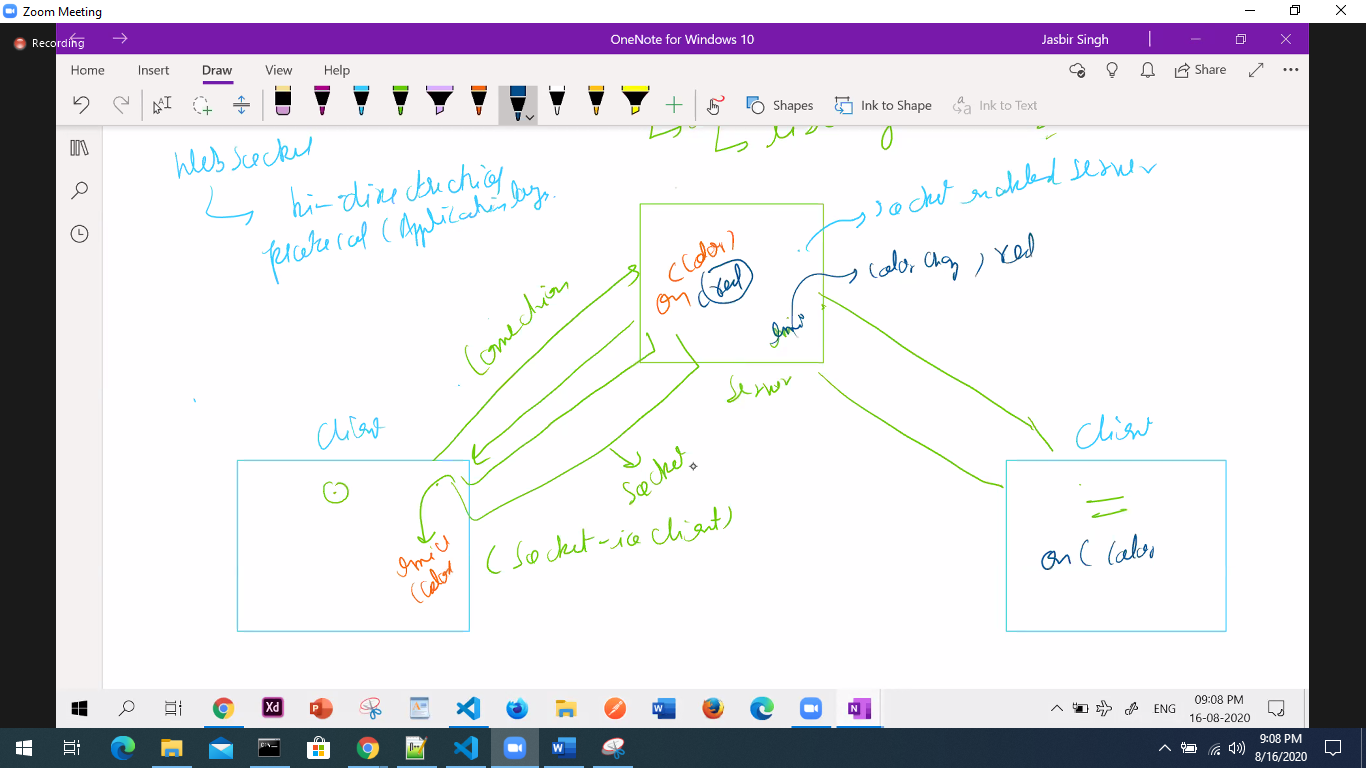 Zoom Meeting
Recording
OneNote for Windows 10
Jasbir Singh
Home Insert Draw View Help
Share
Shapes
Ink to Shape
Ink to Text
Web Socket
bi-directional
protocol (Application
socket enabled server
(color)
on (red
color chang, red
emit
Connection
Server
Client
Client
Socket
emit
(color
(Socket-io client)
on( color
09:08 PM
ENG
16-08-2020
9:08 PM
8/16/2020